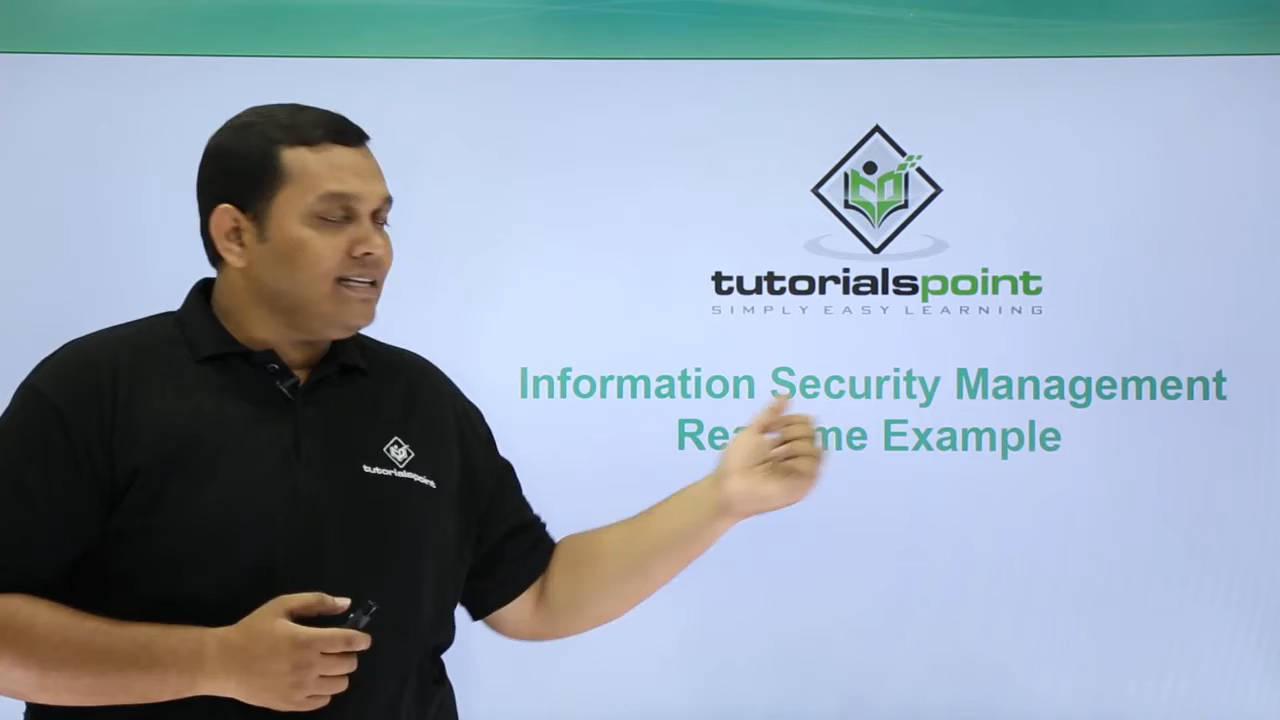 tutorialspoint
SIMPLY EASY LEARNING
Information Security Management
Example
tutorialspoint